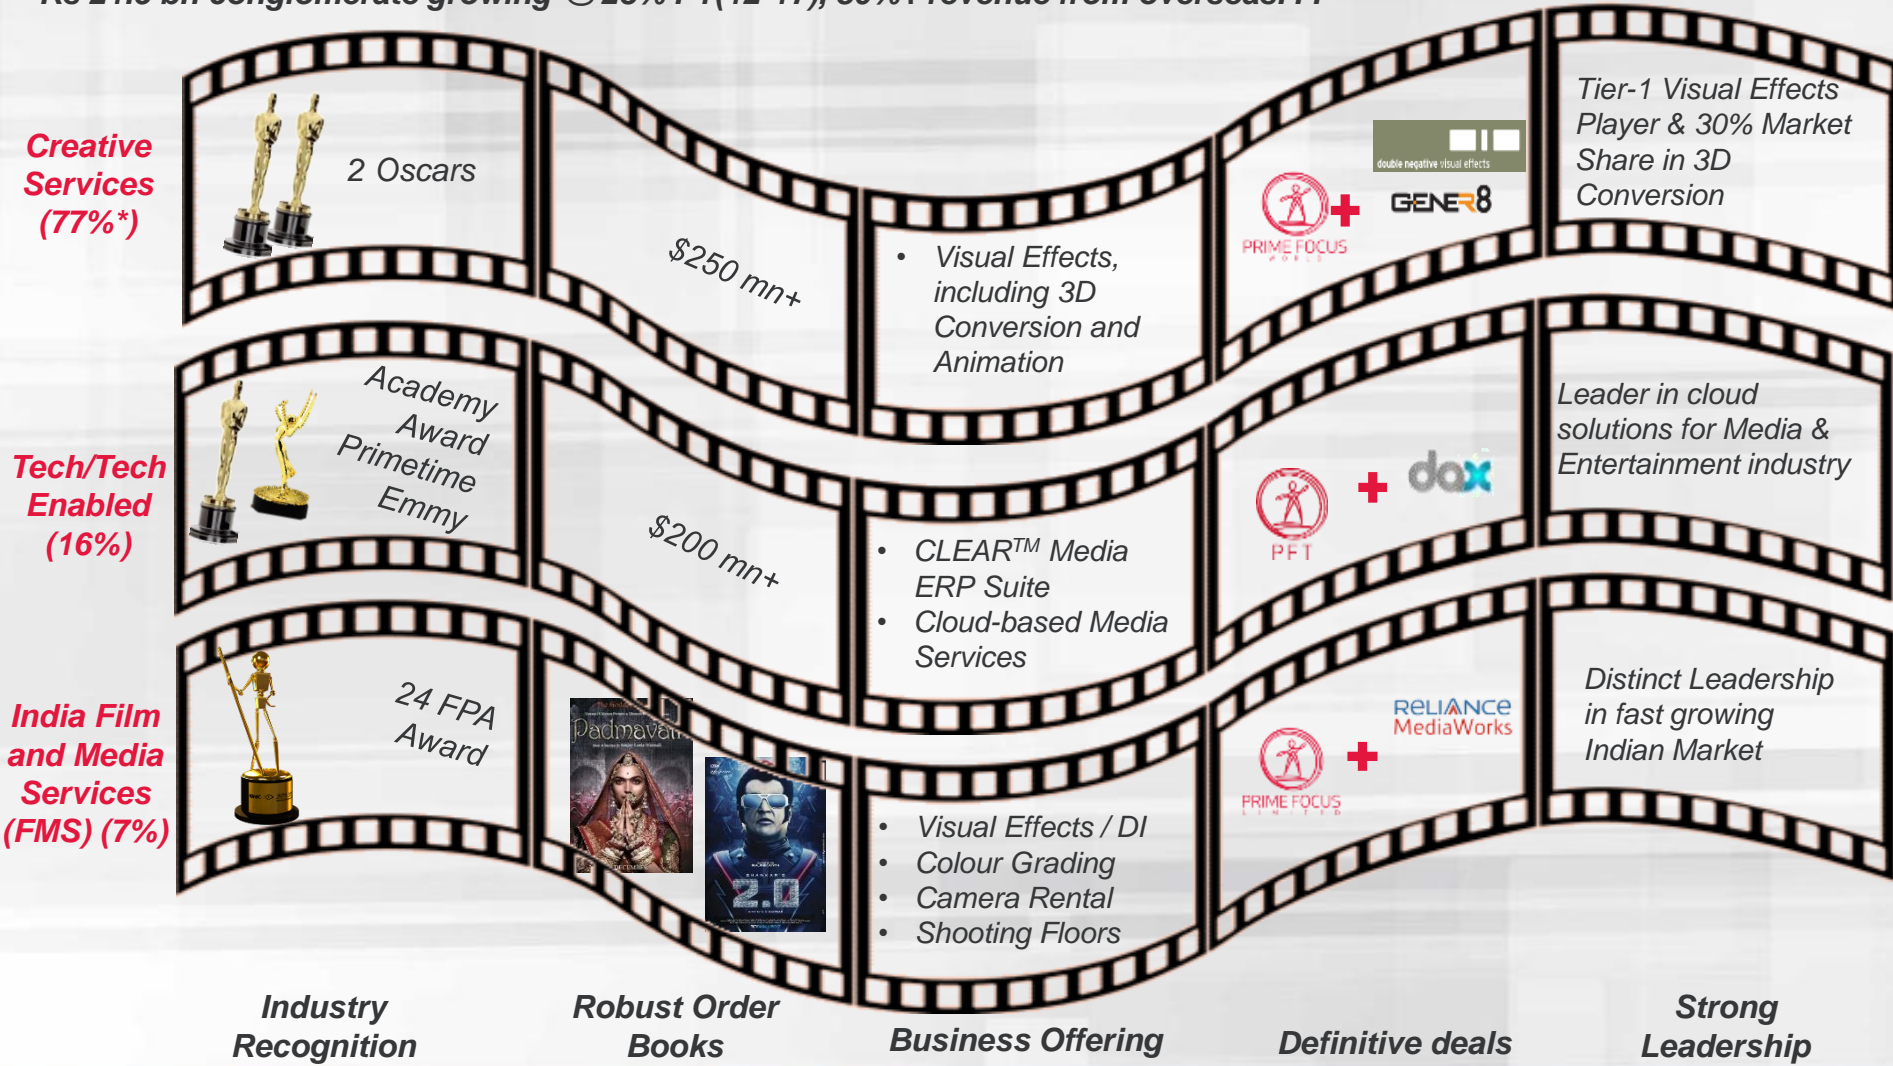 Creative
Services
(77%*)
2 Oscars
$250 mn+
• Visual Effects,
including 3D
Conversion and
Animation
double negative visual effects
GENER8
PRIME FOCUS
WORLD
Tier-1 Visual Effects
Player & 30% Market
Share in 3D
Conversion
Tech/Tech
Enabled
(16%)
Academy
Award
Primetime
Emmy
$200 mn+
• CLEAR™ Media
ERP Suite
• Cloud-based Media
Services
PFT
dax
Leader in cloud
solutions for Media &
Entertainment industry
India Film
and Media
Services
(FMS) (7%)
24 FPA
Award
2.0
• Visual Effects / DI
• Colour Grading
• Camera Rental
• Shooting Floors
RELIANCE
MediaWorks
PRIME FOCUS
LIMITED
Distinct Leadership
in fast growing
Indian Market
Industry
Recognition
Robust Order
Books
Business Offering
Definitive deals
Strong
Leadership